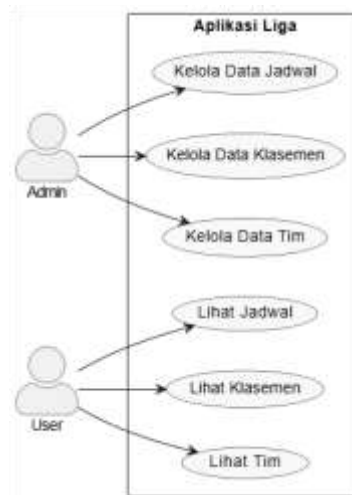 Aplikasi Liga
Kelola Data Jadwal
Kelola Data Klasemen
Admin
Kelola Data Tim
Lihat Jadwal
Lihat Klasemen
User
Lihat Tim